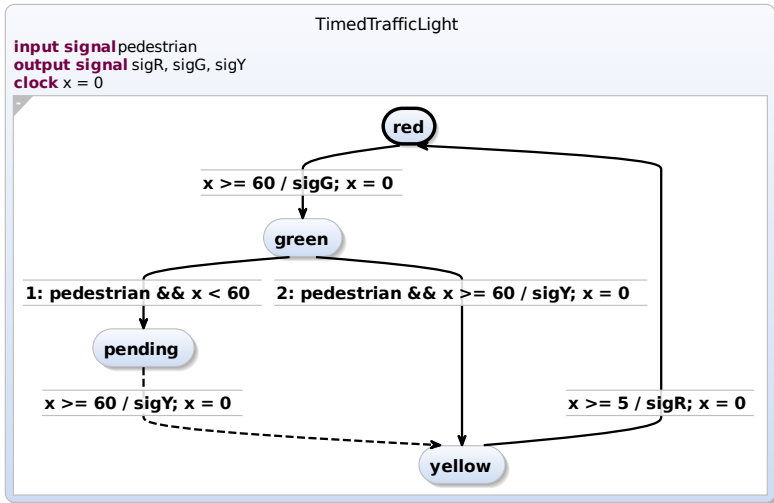 TimedTrafficLight
input signal pedestrian
output signal sigR, sigG, sigY
clock x = 0
-
red
x >= 60 / sigG; x = 0
green
1: pedestrian && x < 60
2: pedestrian && x >= 60 / sigY; x = 0
pending
x >= 60 / sigY; x = 0
x >= 5 / sigR; x = 0
yellow